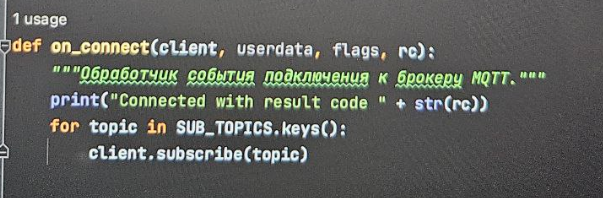 1 usage
def on_connect(client, userdata, flags, rc):
    """Обработчик события подключения к брокеру MQTT."""
    print("Connected with result code " + str(rc))
    for topic in SUB_TOPICS.keys():
        client.subscribe(topic)